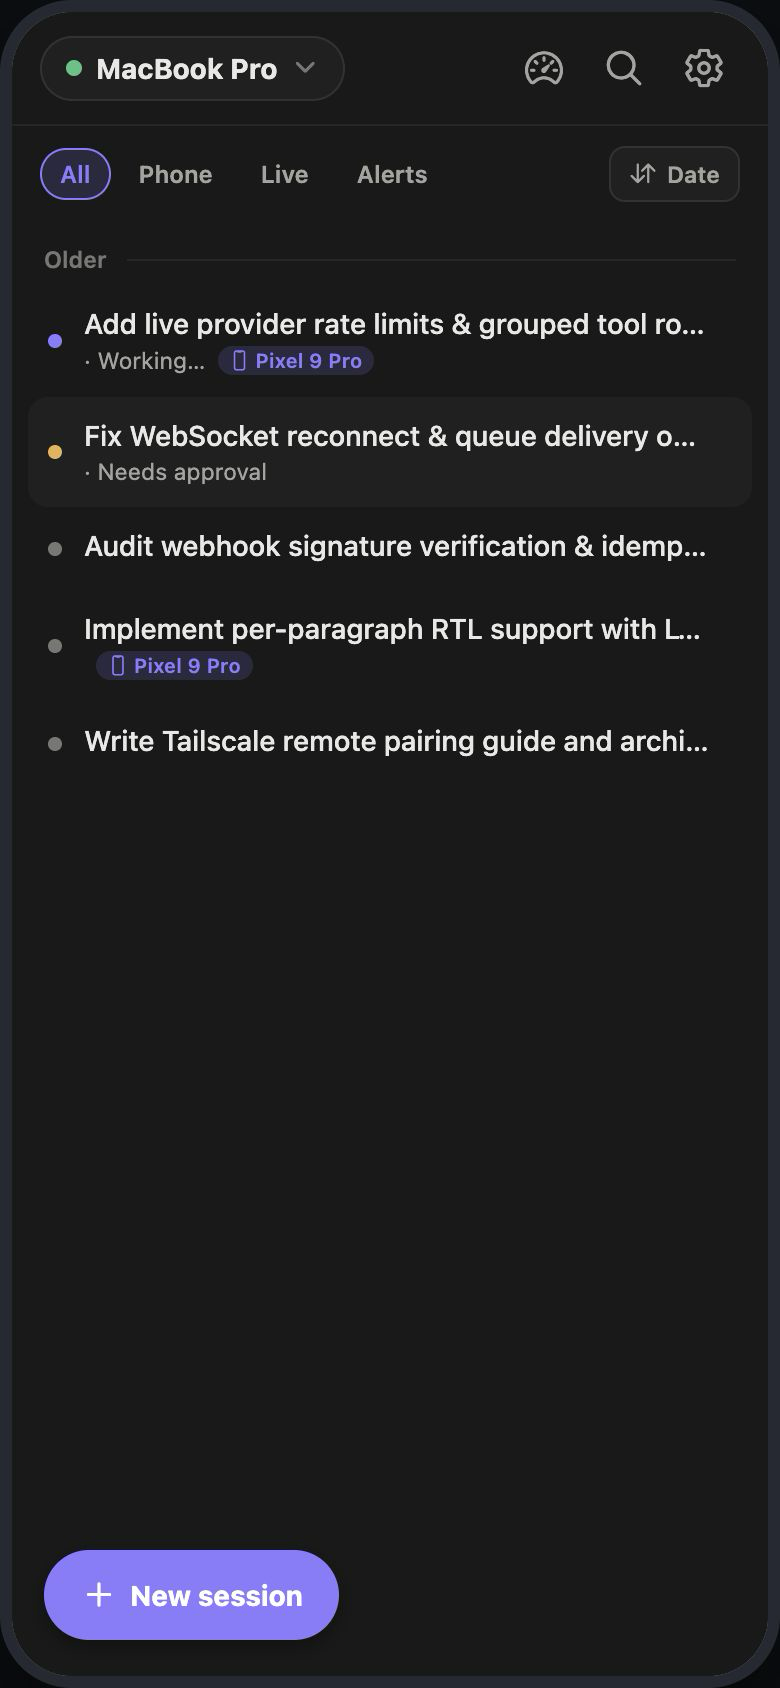 MacBook Pro
All Phone Live Alerts Date
Older
Add live provider rate limits & grouped tool ro...
· Working... Pixel 9 Pro
Fix WebSocket reconnect & queue delivery o...
· Needs approval
Audit webhook signature verification & idemp...
Implement per-paragraph RTL support with L...
Pixel 9 Pro
Write Tailscale remote pairing guide and archi...
+ New session